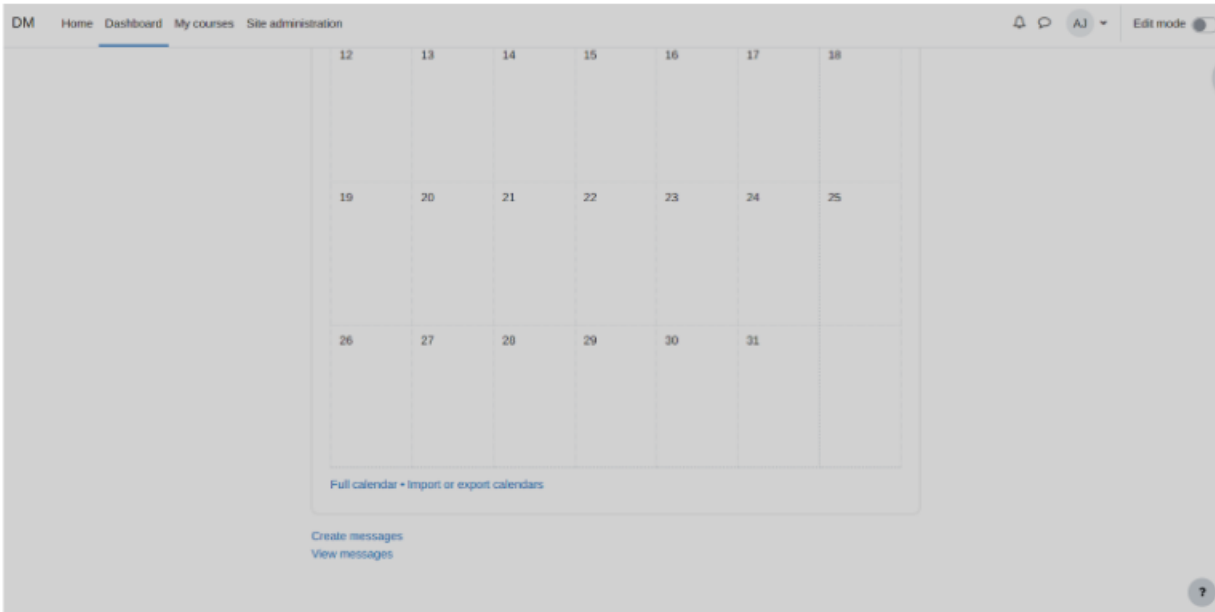 DM Home Dashboard My courses Site administration AJ Edit mode
12 13 14 15 16 17 18
19 20 21 22 23 24 25
26 27 28 29 30 31
Full calendar • Import or export calendars
Create messages
View messages
?